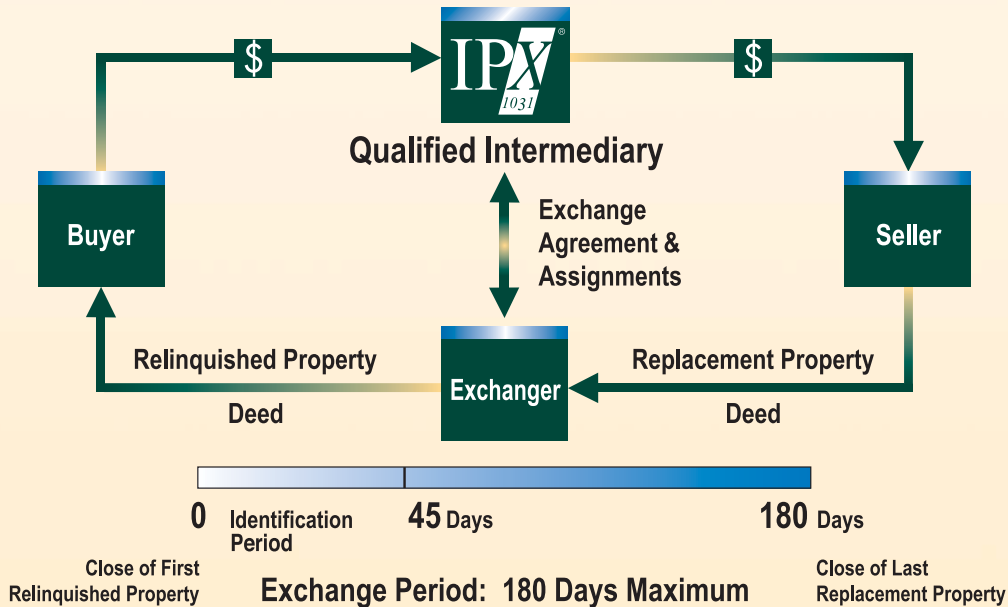 $
IPX®
1031
$
Qualified Intermediary
Buyer
Exchange
Agreement &
Assignments
Seller
Relinquished Property
Deed
Exchanger
Replacement Property
Deed
0 Identification
Period
45 Days
180 Days
Close of First
Relinquished Property
Exchange Period: 180 Days Maximum
Close of Last
Replacement Property